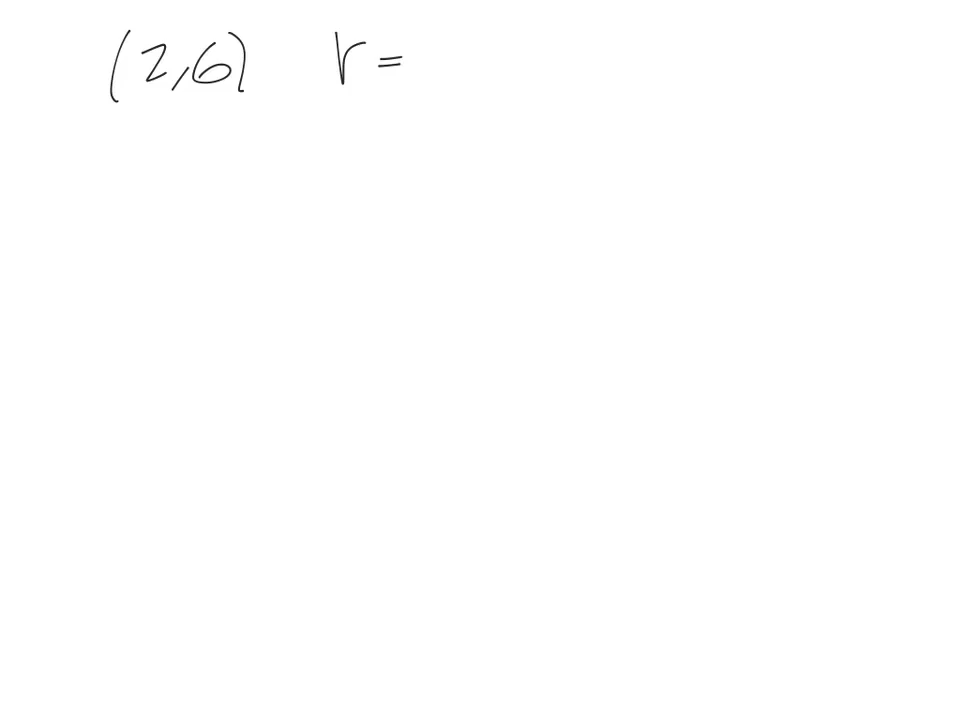 (2,6) r =